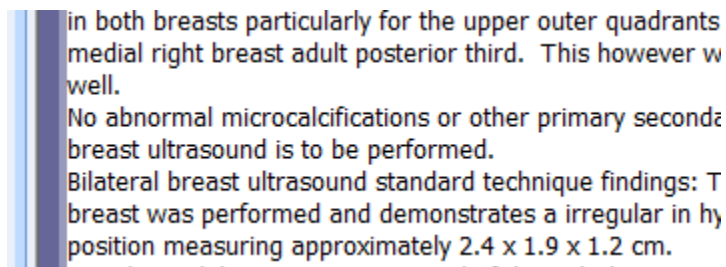 in both breasts particularly for the upper outer quadrants
medial right breast adult posterior third. This however
well.
No abnormal microcalcifications or other primary
breast ultrasound is to be performed.
Bilateral breast ultrasound standard technique findings:
breast was performed and demonstrates a irregular in
position measuring approximately 2.4 x 1.9 x 1.2 cm.